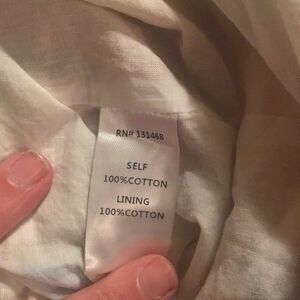 RN# 131468
SELF
100%COTTON
LINING
100%COTTON